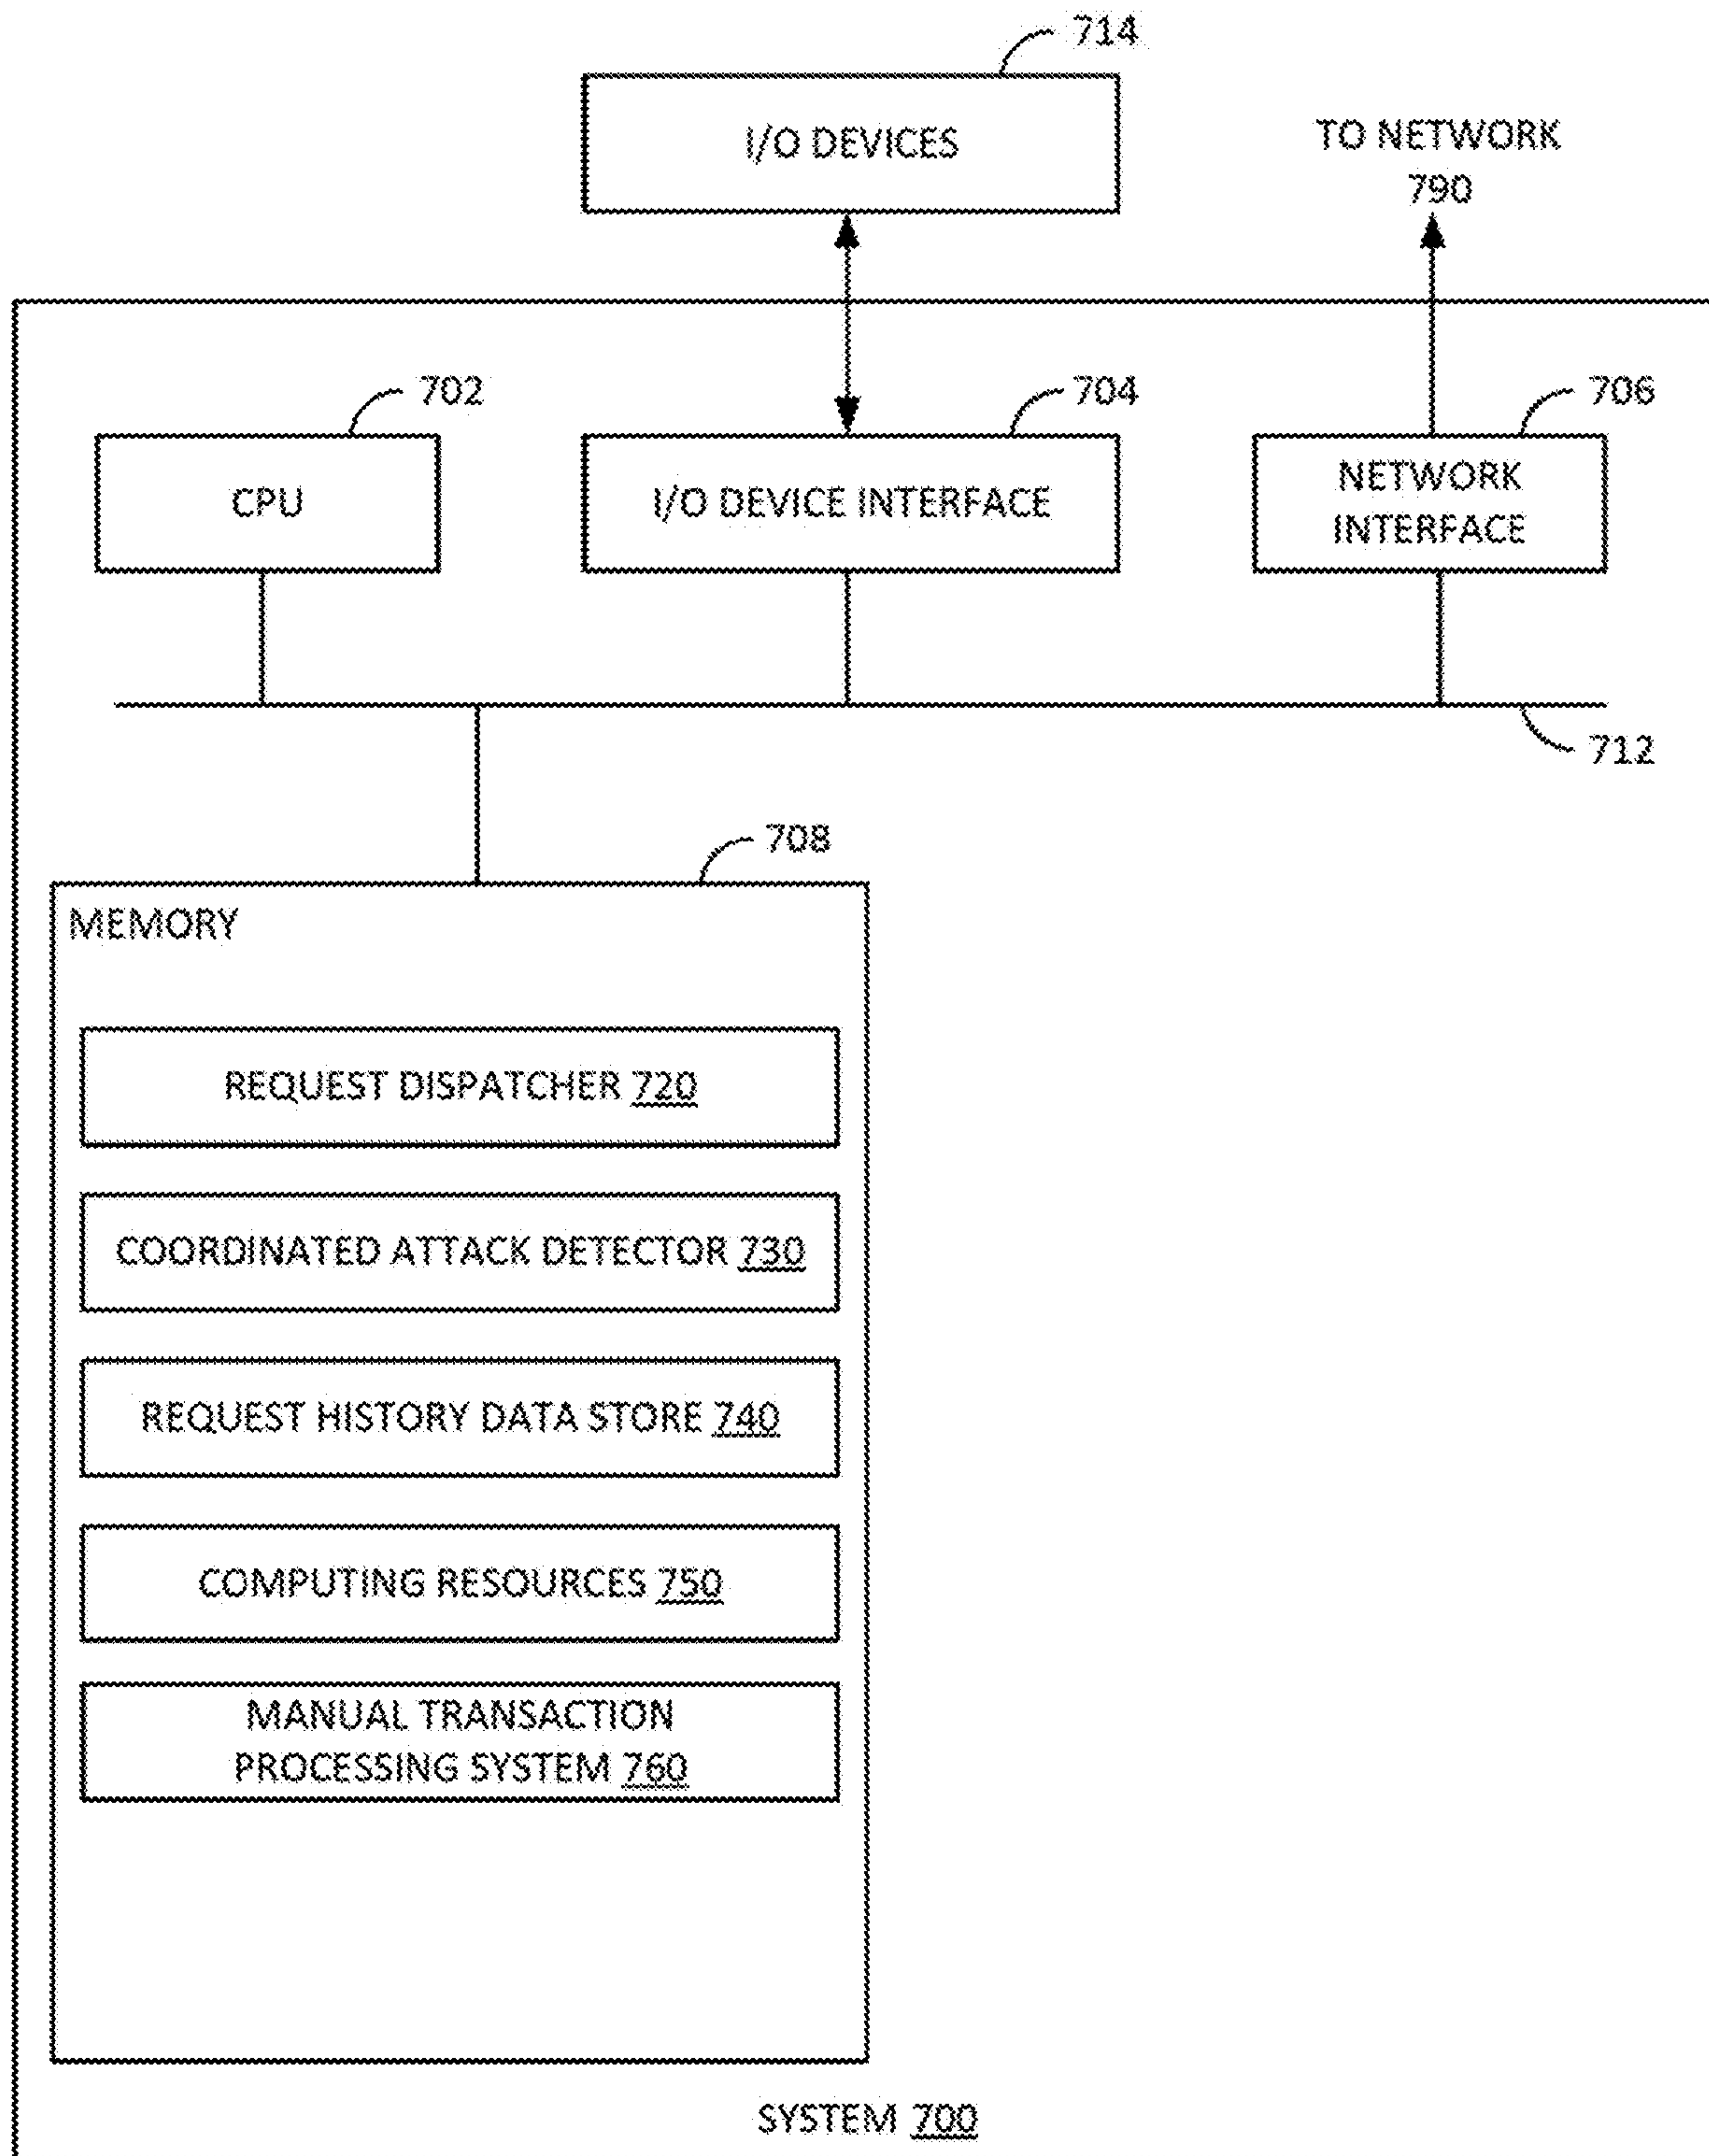 714
I/O DEVICES
TO NETWORK
790
702
704
706
CPU
I/O DEVICE INTERFACE
NETWORK
INTERFACE
712
708
MEMORY
REQUEST DISPATCHER 720
COORDINATED ATTACK DETECTOR 730
REQUEST HISTORY DATA STORE 740
COMPUTING RESOURCES 750
MANUAL TRANSACTION
PROCESSING SYSTEM 760
SYSTEM 700